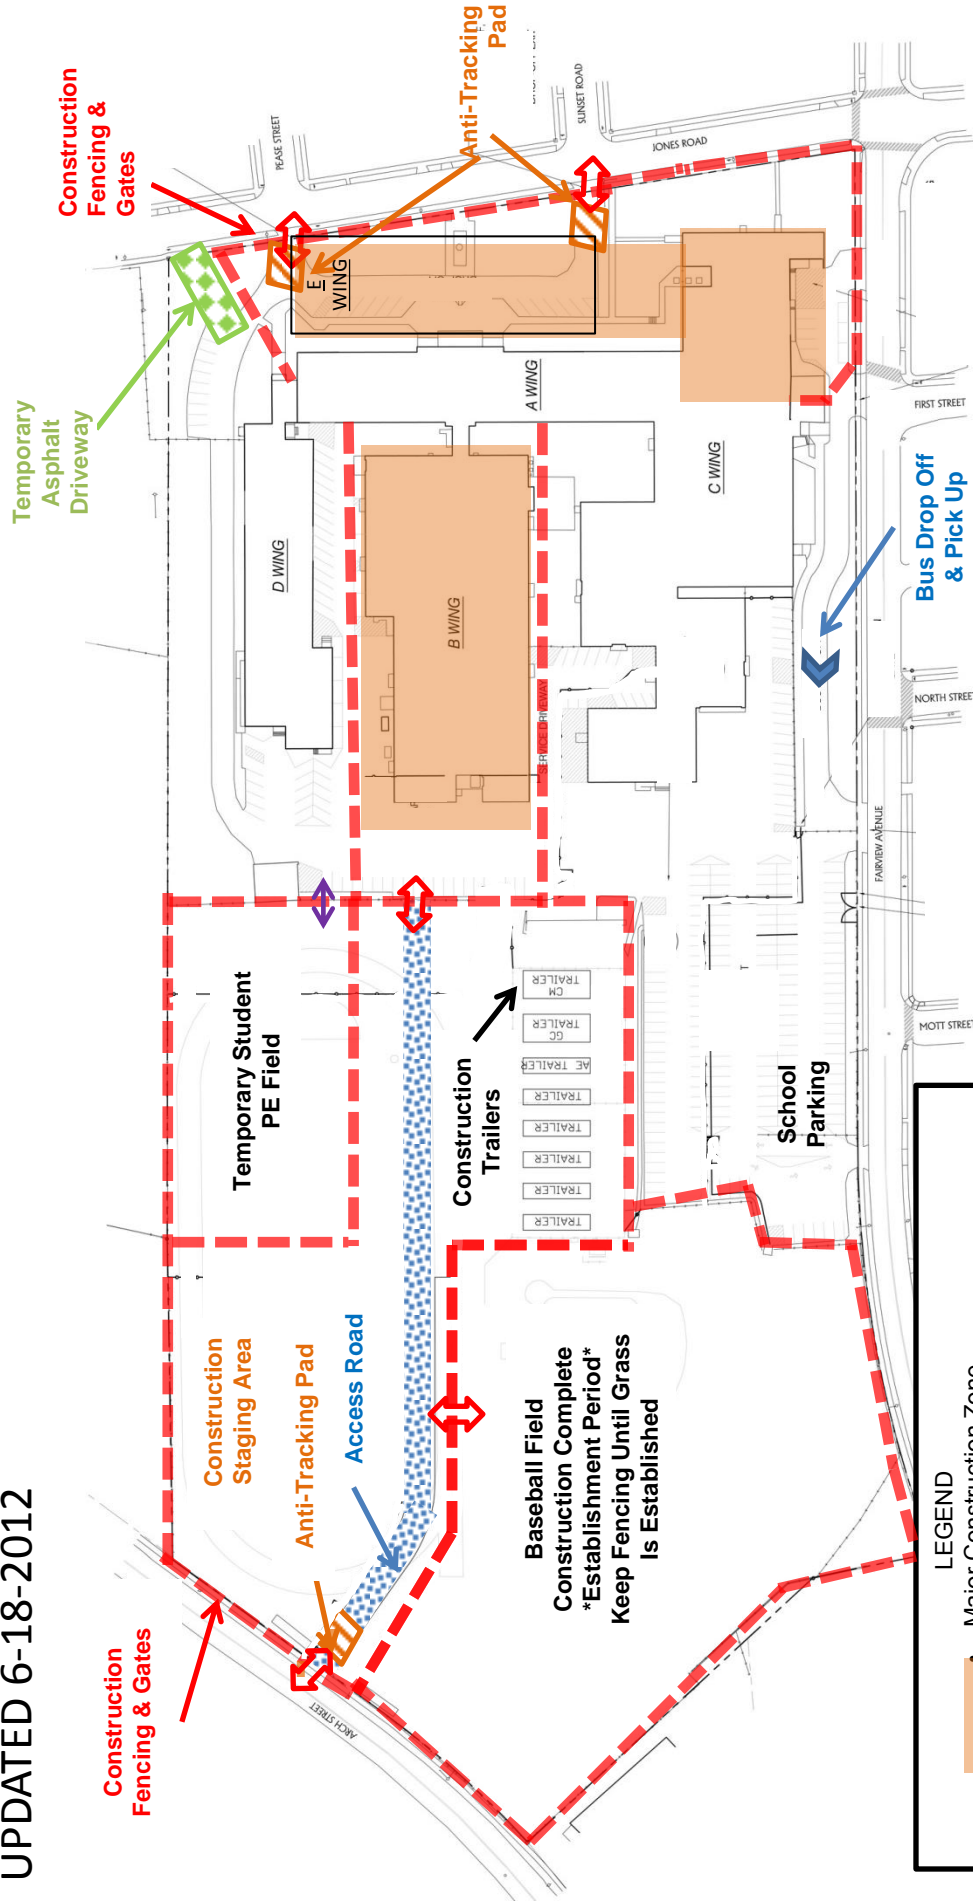 UPDATED 6-18-2012
Construction
Fencing & Gates
ARCH STREET
Construction
Staging Area
Anti-Tracking Pad
Access Road
Baseball Field
Construction Complete
*Establishment Period*
Keep Fencing Until Grass
Is Established
Temporary Student
PE Field
Construction
Trailers
TRAILER
TRAILER
TRAILER
TRAILER
TRAILER
AE TRAILER
GC
TRAILER
CM
TRAILER
School
Parking
D WING
B WING
SERVICE DRIVEWAY
A WING
C WING
E
WING
Temporary
Asphalt
Driveway
Construction
Fencing &
Gates
Anti-Tracking
Pad
PEASE STREET
SUNSET ROAD
JONES ROAD
Bus Drop Off
& Pick Up
FIRST STREET
NORTH STREET
FAIRVIEW AVENUE
MOTT STREET
LEGEND
Major Construction Zone